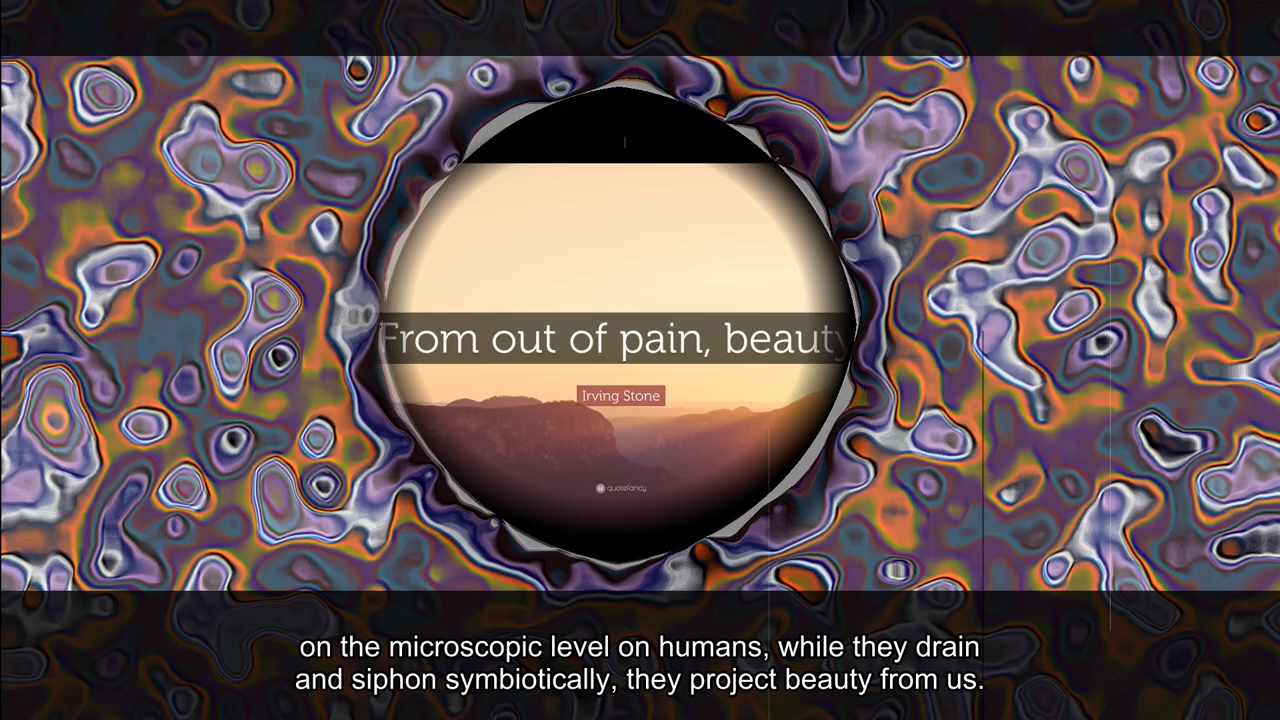 From out of pain, beauty
Irving Stone
quotefancy
on the microscopic level on humans, while they drain
and siphon symbiotically, they project beauty from us.